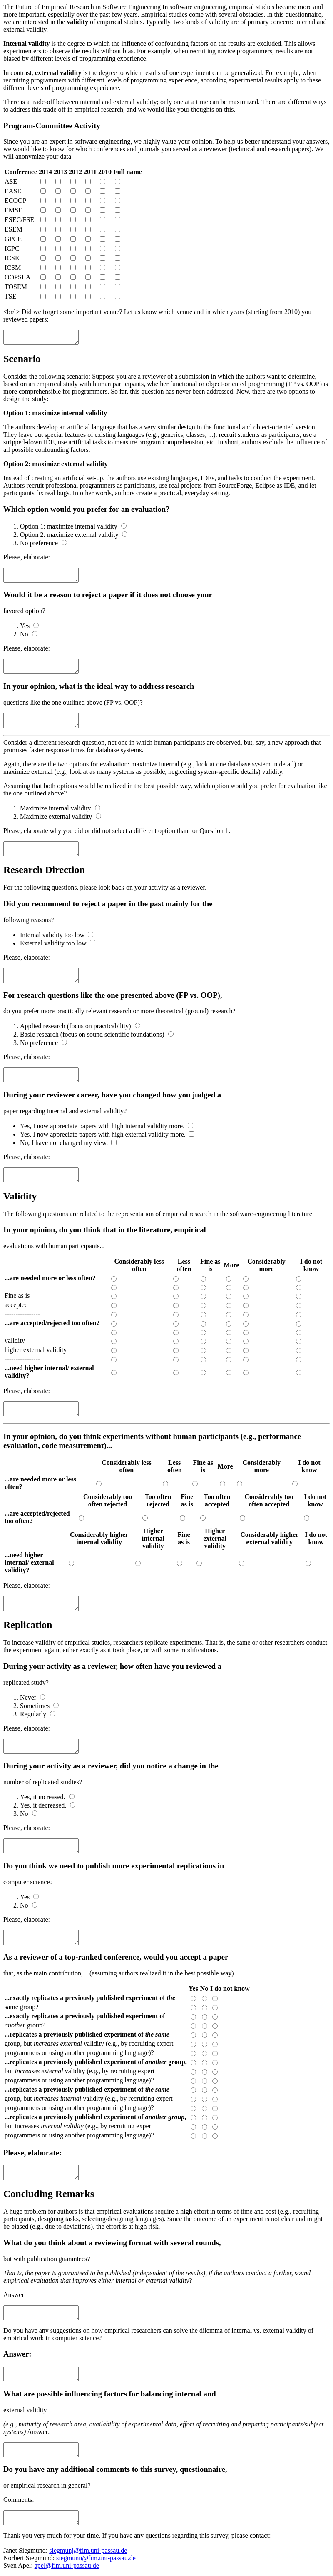 The Future of Empirical Research in Software Engineering In software engineering, empirical studies became more and
more important, especially over the past few years. Empirical studies come with several obstacles. With this questionnaire,
we are interested in the validity of empirical studies. Typically, two kinds of validity are of primary concern: internal and
external validity.
Internal validity is the degree to which the influence of confounding factors on the results are excluded. This allows
experimenters to observe the results without bias. For example, when recruiting novice programmers, results are not
biased by different levels of programming experience.
In contrast, external validity is the degree to which results of one experiment can be generalized. For example, when
recruiting programmers with different levels of programming experience, according experimental results apply to these
different levels of programming experience.
There is a trade-off between internal and external validity; only one at a time can be maximized. There are different ways
to address this trade off in empirical research, and we would like your thoughts on this.
Program-Committee Activity
Since you are an expert in software engineering, we highly value your opinion. To help us better understand your answers,
we would like to know for which conferences and journals you served as a reviewer (technical and research papers). We
will anonymize your data.
Conference 2014 2013 2012 2011 2010 Full name
ASE
EASE
ECOOP
EMSE
ESEC/FSE
ESEM
GPCE
ICPC
ICSE
ICSM
OOPSLA
TOSEM
TSE
<br/ > Did we forget some important venue? Let us know which venue and in which years (starting from 2010) you
reviewed papers:
Scenario
Consider the following scenario: Suppose you are a reviewer of a submission in which the authors want to determine,
based on an empirical study with human participants, whether functional or object-oriented programming (FP vs. OOP) is
more comprehensible for programmers. So far, this question has never been addressed. Now, there are two options to
design the study:
Option 1: maximize internal validity
The authors develop an artificial language that has a very similar design in the functional and object-oriented version.
They leave out special features of existing languages (e.g., generics, classes, ...), recruit students as participants, use a
stripped-down IDE, use artificial tasks to measure program comprehension, etc. In short, authors exclude the influence of
all possible confounding factors.
Option 2: maximize external validity
Instead of creating an artificial set-up, the authors use existing languages, IDEs, and tasks to conduct the experiment.
Authors recruit professional programmers as participants, use real projects from SourceForge, Eclipse as IDE, and let
participants fix real bugs. In other words, authors create a practical, everyday setting.
Which option would you prefer for an evaluation?
1. Option 1: maximize internal validity
2. Option 2: maximize external validity
3. No preference
Please, elaborate:
Would it be a reason to reject a paper if it does not choose your
favored option?
1. Yes
2. No
Please, elaborate:
In your opinion, what is the ideal way to address research
questions like the one outlined above (FP vs. OOP)?
Consider a different research question, not one in which human participants are observed, but, say, a new approach that
promises faster response times for database systems.
Again, there are the two options for evaluation: maximize internal (e.g., look at one database system in detail) or
maximize external (e.g., look at as many systems as possible, neglecting system-specific details) validity.
Assuming that both options would be realized in the best possible way, which option would you prefer for evaluation like
the one outlined above?
1. Maximize internal validity
2. Maximize external validity
Please, elaborate why you did or did not select a different option than for Question 1:
Research Direction
For the following questions, please look back on your activity as a reviewer.
Did you recommend to reject a paper in the past mainly for the
following reasons?
Internal validity too low
External validity too low
Please, elaborate:
For research questions like the one presented above (FP vs. OOP),
do you prefer more practically relevant research or more theoretical (ground) research?
1. Applied research (focus on practicability)
2. Basic research (focus on sound scientific foundations)
3. No preference
Please, elaborate:
During your reviewer career, have you changed how you judged a
paper regarding internal and external validity?
Yes, I now appreciate papers with high internal validity more.
Yes, I now appreciate papers with high external validity more.
No, I have not changed my view.
Please, elaborate:
Validity
The following questions are related to the representation of empirical research in the software-engineering literature.
In your opinion, do you think that in the literature, empirical
evaluations with human participants...
Considerably less often Less often Fine as is More Considerably more I do not know
...are needed more or less often?
Fine as is
accepted
----------------
...are accepted/rejected too often?
validity
higher external validity
----------------
...need higher internal/ external validity?
Please, elaborate:
In your opinion, do you think experiments without human participants (e.g., performance
evaluation, code measurement)...
Considerably less often Less often Fine as is More Considerably more I do not know
...are needed more or less often?
Considerably too often rejected Too often rejected Fine as is Too often accepted Considerably too often accepted I do not know
...are accepted/rejected too often?
Considerably higher internal validity Higher internal validity Fine as is Higher external validity Considerably higher external validity I do not know
...need higher internal/ external validity?
Please, elaborate:
Replication
To increase validity of empirical studies, researchers replicate experiments. That is, the same or other researchers conduct
the experiment again, either exactly as it took place, or with some modifications.
During your activity as a reviewer, how often have you reviewed a
replicated study?
1. Never
2. Sometimes
3. Regularly
Please, elaborate:
During your activity as a reviewer, did you notice a change in the
number of replicated studies?
1. Yes, it increased.
2. Yes, it decreased.
3. No
Please, elaborate:
Do you think we need to publish more experimental replications in
computer science?
1. Yes
2. No
Please, elaborate:
As a reviewer of a top-ranked conference, would you accept a paper
that, as the main contribution,... (assuming authors realized it in the best possible way)
Yes No I do not know
...exactly replicates a previously published experiment of the
same group?
...exactly replicates a previously published experiment of
another group?
...replicates a previously published experiment of the same
group, but increases external validity (e.g., by recruiting expert
programmers or using another programming language)?
...replicates a previously published experiment of another group,
but increases external validity (e.g., by recruiting expert
programmers or using another programming language)?
...replicates a previously published experiment of the same
group, but increases internal validity (e.g., by recruiting expert
programmers or using another programming language)?
...replicates a previously published experiment of another group,
but increases internal validity (e.g., by recruiting expert
programmers or using another programming language)?
Please, elaborate:
Concluding Remarks
A huge problem for authors is that empirical evaluations require a high effort in terms of time and cost (e.g., recruiting
participants, designing tasks, selecting/designing languages). Since the outcome of an experiment is not clear and might
be biased (e.g., due to deviations), the effort is at high risk.
What do you think about a reviewing format with several rounds,
but with publication guarantees?
That is, the paper is guaranteed to be published (independent of the results), if the authors conduct a further, sound
empirical evaluation that improves either internal or external validity?
Answer:
Do you have any suggestions on how empirical researchers can solve the dilemma of internal vs. external validity of
empirical work in computer science?
Answer:
What are possible influencing factors for balancing internal and
external validity
(e.g., maturity of research area, availability of experimental data, effort of recruiting and preparing participants/subject
systems) Answer:
Do you have any additional comments to this survey, questionnaire,
or empirical research in general?
Comments:
Thank you very much for your time. If you have any questions regarding this survey, please contact:
Janet Siegmund: siegmunj@fim.uni-passau.de
Norbert Siegmund: siegmunn@fim.uni-passau.de
Sven Apel: apel@fim.uni-passau.de